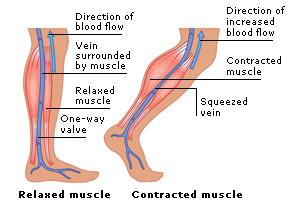 Direction of
blood flow
Vein
surrounded
by muscle
Relaxed
muscle
One-way
valve
Direction of
increased
blood flow
Contracted
muscle
Squeezed
vein
Relaxed muscle
Contracted muscle